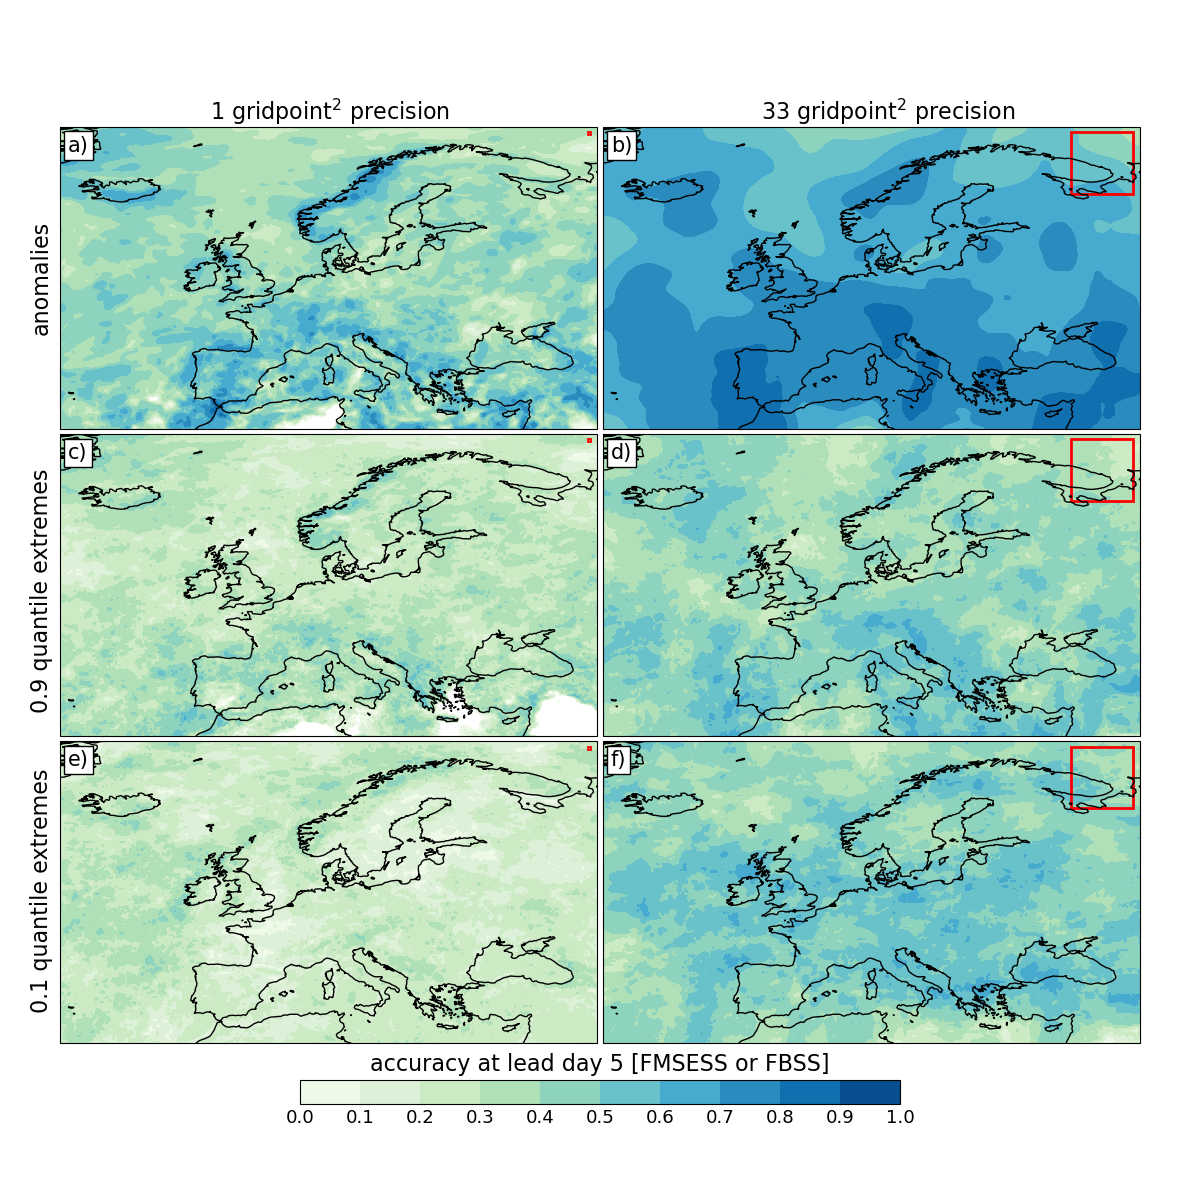 1 gridpoint² precision
33 gridpoint² precision
anomalies
a)
b)
0.9 quantile extremes
c)
d)
0.1 quantile extremes
e)
f)
accuracy at lead day 5 [FMSESS or FBSS]
0.0 0.1 0.2 0.3 0.4 0.5 0.6 0.7 0.8 0.9 1.0